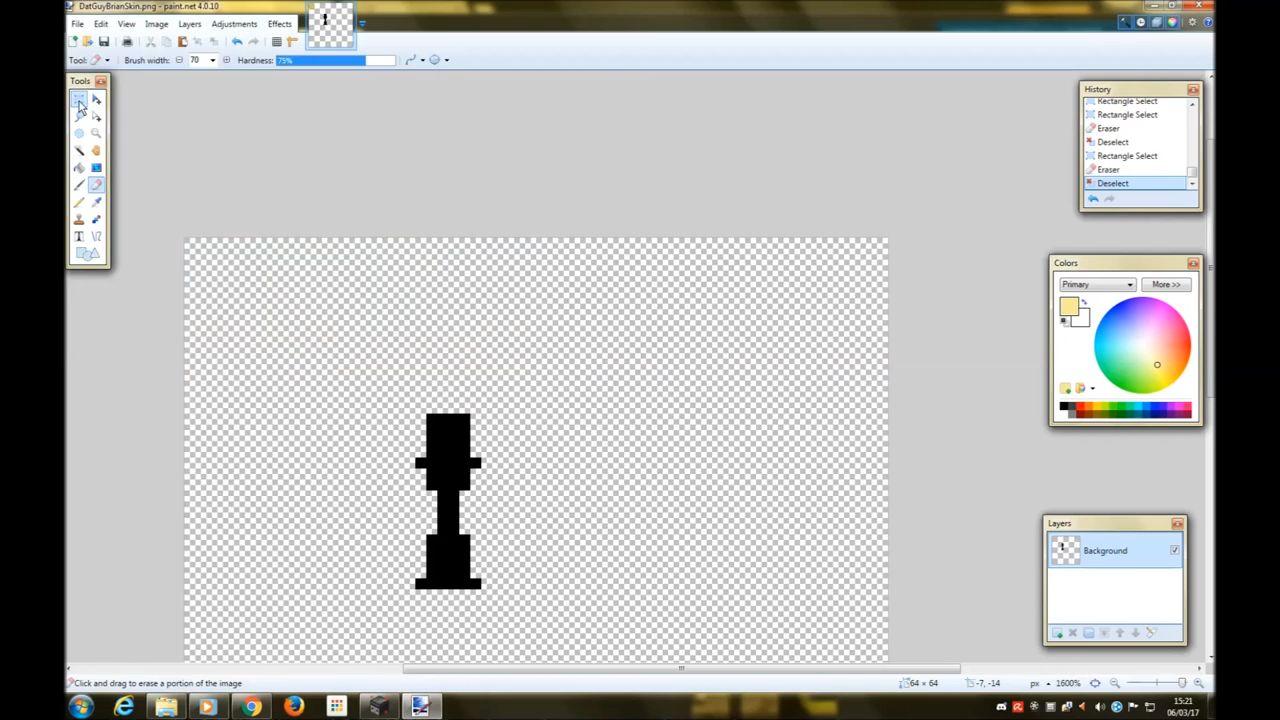 DatGuyBrianSkin.png - paint.net 4.0.10
File Edit View Image Layers Adjustments Effects
Tool: Brush width: 70 Hardness: 75%
Tools
T
History
Rectangle Select
Rectangle Select
Eraser
Deselect
Rectangle Select
Eraser
Deselect
Colors
Primary More >>
Layers
Background
Click and drag to erase a portion of the image 64 × 64 -7, -14 px 1600%
15:21
06/03/17